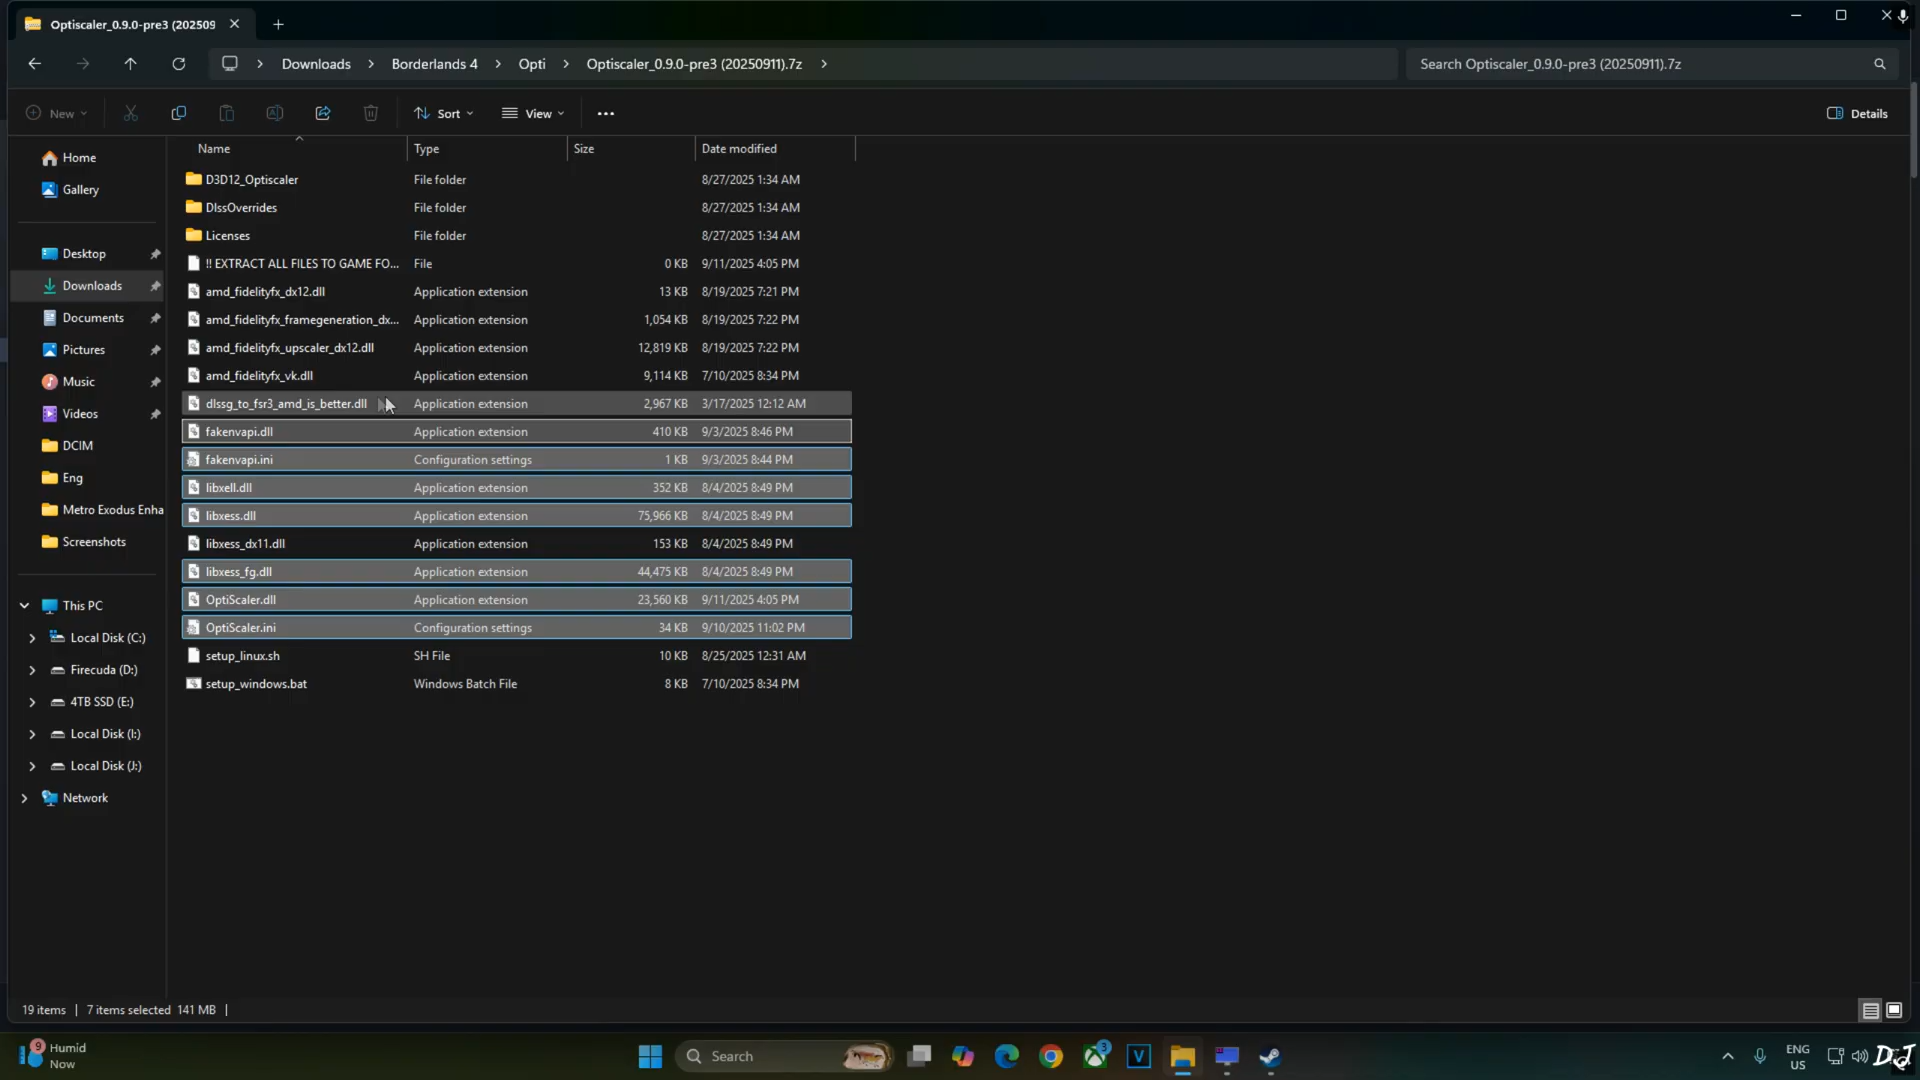 Optiscaler_0.9.0-pre3 (202509
Downloads > Borderlands 4 > Opti > Optiscaler_0.9.0-pre3 (20250911).7z >
Search Optiscaler_0.9.0-pre3 (20250911).7z
New Sort View ... Details
Name Type Size Date modified
Home
Gallery
Desktop
Downloads
Documents
Pictures
Music
Videos
DCIM
Eng
Metro Exodus Enha
Screenshots
This PC
Local Disk (C:)
Firecuda (D:)
4TB SSD (E:)
Local Disk (I:)
Local Disk (J:)
Network
D3D12_Optiscaler File folder 8/27/2025 1:34 AM
DlssOverrides File folder 8/27/2025 1:34 AM
Licenses File folder 8/27/2025 1:34 AM
!! EXTRACT ALL FILES TO GAME FO... File 0 KB 9/11/2025 4:05 PM
amd_fidelityfx_dx12.dll Application extension 13 KB 8/19/2025 7:21 PM
amd_fidelityfx_framegeneration_dx... Application extension 1,054 KB 8/19/2025 7:22 PM
amd_fidelityfx_upscaler_dx12.dll Application extension 12,819 KB 8/19/2025 7:22 PM
amd_fidelityfx_vk.dll Application extension 9,114 KB 7/10/2025 8:34 PM
dlssg_to_fsr3_amd_is_better.dll Application extension 2,967 KB 3/17/2025 12:12 AM
fakenvapi.dll Application extension 410 KB 9/3/2025 8:46 PM
fakenvapi.ini Configuration settings 1 KB 9/3/2025 8:44 PM
libxell.dll Application extension 352 KB 8/4/2025 8:49 PM
libxess.dll Application extension 75,966 KB 8/4/2025 8:49 PM
libxess_dx11.dll Application extension 153 KB 8/4/2025 8:49 PM
libxess_fg.dll Application extension 44,475 KB 8/4/2025 8:49 PM
OptiScaler.dll Application extension 23,560 KB 9/11/2025 4:05 PM
OptiScaler.ini Configuration settings 34 KB 9/10/2025 11:02 PM
setup_linux.sh SH File 10 KB 8/25/2025 12:31 AM
setup_windows.bat Windows Batch File 8 KB 7/10/2025 8:34 PM
19 items | 7 items selected 141 MB |
9
Humid
Now
Search
3
V
ENG
US
DJ